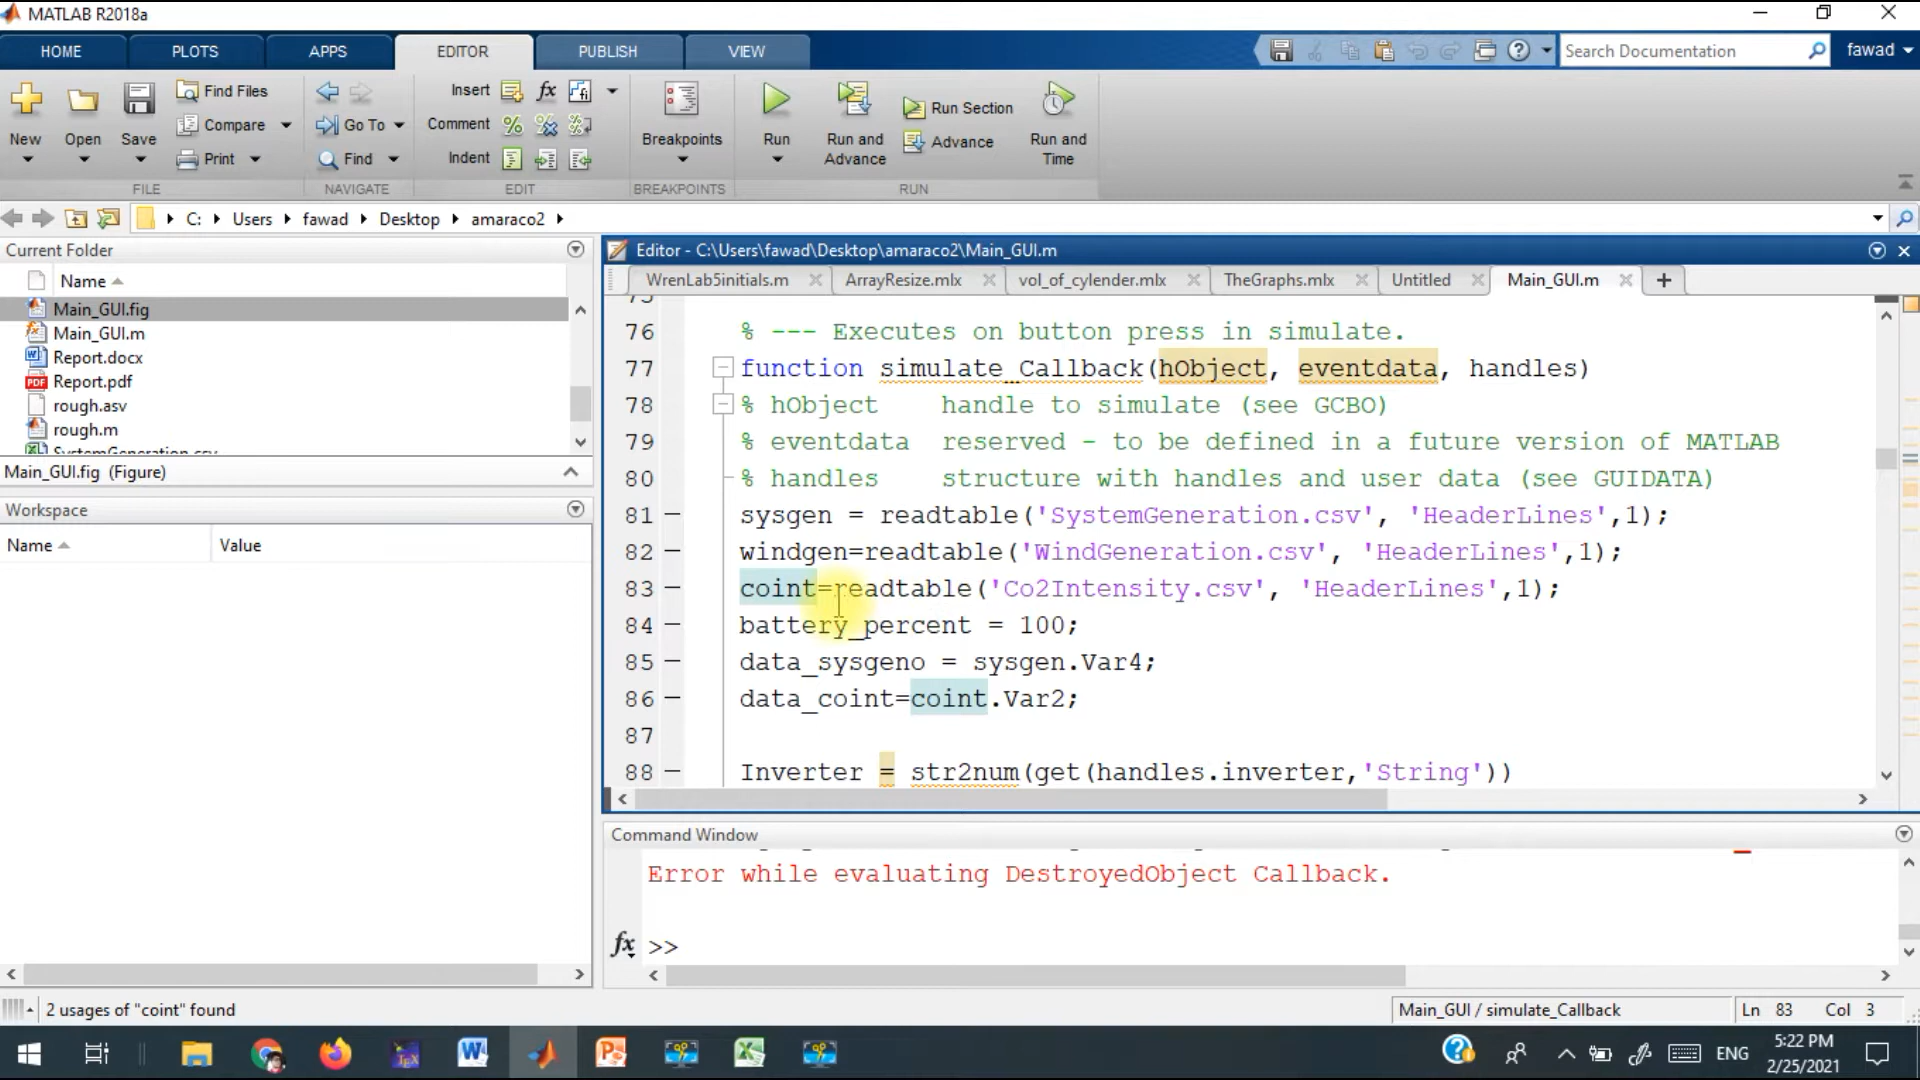 MATLAB R2018a
HOME PLOTS APPS EDITOR PUBLISH VIEW
Search Documentation fawad
New Open Save
Find Files
Compare
Print
FILE
Go To
Find
NAVIGATE
Insert
Comment
Indent
EDIT
fx
Breakpoints
BREAKPOINTS
Run
Run and Advance
Run Section
Advance
Run and Time
RUN
C: Users fawad Desktop amaraco2
Current Folder
Name
Main_GUI.fig
Main_GUI.m
Report.docx
Report.pdf
rough.asv
rough.m
SystemGeneration.csv
Main_GUI.fig (Figure)
Workspace
Name Value
Editor - C:\Users\fawad\Desktop\amaraco2\Main_GUI.m
WrenLab5initials.m ArrayResize.mlx vol_of_cylender.mlx TheGraphs.mlx Untitled Main_GUI.m +
75
76 % --- Executes on button press in simulate.
77 function simulate_Callback(hObject, eventdata, handles)
78 % hObject    handle to simulate (see GCBO)
79 % eventdata  reserved - to be defined in a future version of MATLAB
80 % handles    structure with handles and user data (see GUIDATA)
81 – sysgen = readtable('SystemGeneration.csv', 'HeaderLines',1);
82 – windgen=readtable('WindGeneration.csv', 'HeaderLines',1);
83 – coint=readtable('Co2Intensity.csv', 'HeaderLines',1);
84 – battery_percent = 100;
85 – data_sysgeno = sysgen.Var4;
86 – data_coint=coint.Var2;
87
88 – Inverter = str2num(get(handles.inverter,'String'))
Command Window
Error while evaluating DestroyedObject Callback.
fx >>
2 usages of "coint" found
Main_GUI / simulate_Callback
Ln 83 Col 3
ENG
5:22 PM
2/25/2021